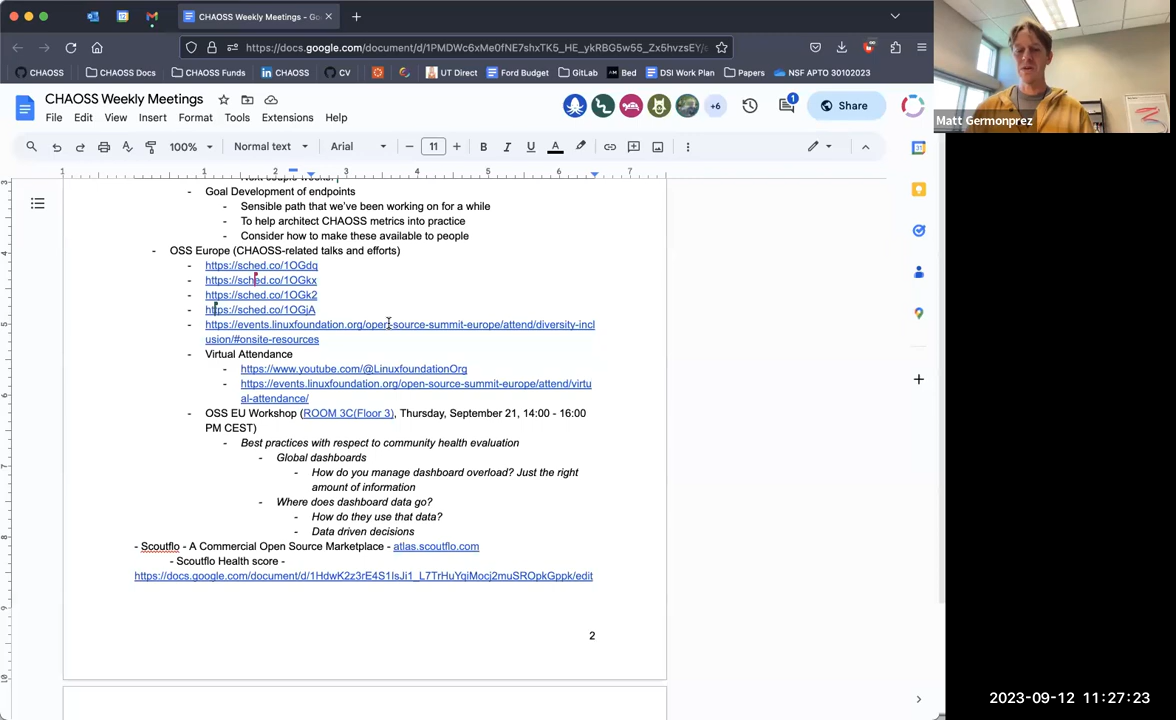 CHAOSS Weekly Meetings - Go
https://docs.google.com/document/d/1PMDWc6xMe0fNE7shxTK5_HE_ykRBG5w55_Zx5hvzsEY/e
CHAOSS
CHAOSS Docs
CHAOSS Funds
CHAOSS
CV
UT Direct
Ford Budget
GitLab
Bed
DSI Work Plan
Papers
NSF APTO 30102023
CHAOSS Weekly Meetings
File Edit View Insert Format Tools Extensions Help
+6
1
Share
100%
Normal text
Arial
11
1 1 2 3 4 5 6 7
Goal Development of endpoints
- Sensible path that we've been working on for a while
- To help architect CHAOSS metrics into practice
- Consider how to make these available to people
- OSS Europe (CHAOSS-related talks and efforts)
- https://sched.co/1OGdq
- https://sched.co/1OGkx
- https://sched.co/1OGk2
- https://sched.co/1OGjA
- https://events.linuxfoundation.org/open-source-summit-europe/attend/diversity-incl
usion/#onsite-resources
- Virtual Attendance
- https://www.youtube.com/@LinuxfoundationOrg
- https://events.linuxfoundation.org/open-source-summit-europe/attend/virtu
al-attendance/
- OSS EU Workshop (ROOM 3C(Floor 3), Thursday, September 21, 14:00 - 16:00
PM CEST)
- Best practices with respect to community health evaluation
- Global dashboards
- How do you manage dashboard overload? Just the right
amount of information
- Where does dashboard data go?
- How do they use that data?
- Data driven decisions
- Scoutflo - A Commercial Open Source Marketplace - atlas.scoutflo.com
- Scoutflo Health score -
https://docs.google.com/document/d/1HdwK2z3rE4S1IsJi1_L7TrHuYqiMocj2muSROpkGppk/edit
2
Matt Germonprez
2023-09-12 11:27:23